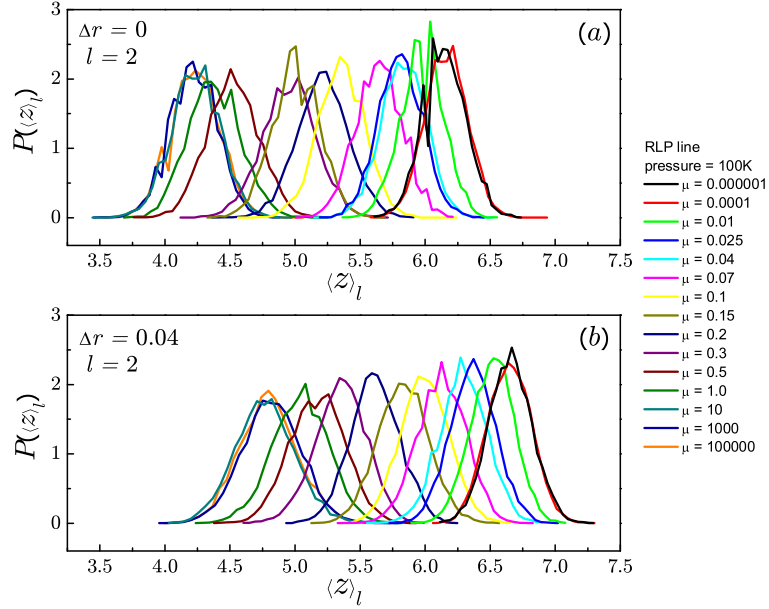 Δr = 0
l = 2
(a)
P(⟨z⟩l)
3
2
1
0
3.5 4.0 4.5 5.0 5.5 6.0 6.5 7.0 7.5
⟨z⟩l
Δr = 0.04
l = 2
(b)
P(⟨z⟩l)
3
2
1
0
3.5 4.0 4.5 5.0 5.5 6.0 6.5 7.0 7.5
⟨z⟩l
RLP line
pressure = 100K
μ = 0.000001
μ = 0.0001
μ = 0.01
μ = 0.025
μ = 0.04
μ = 0.07
μ = 0.1
μ = 0.15
μ = 0.2
μ = 0.3
μ = 0.5
μ = 1.0
μ = 10
μ = 1000
μ = 100000